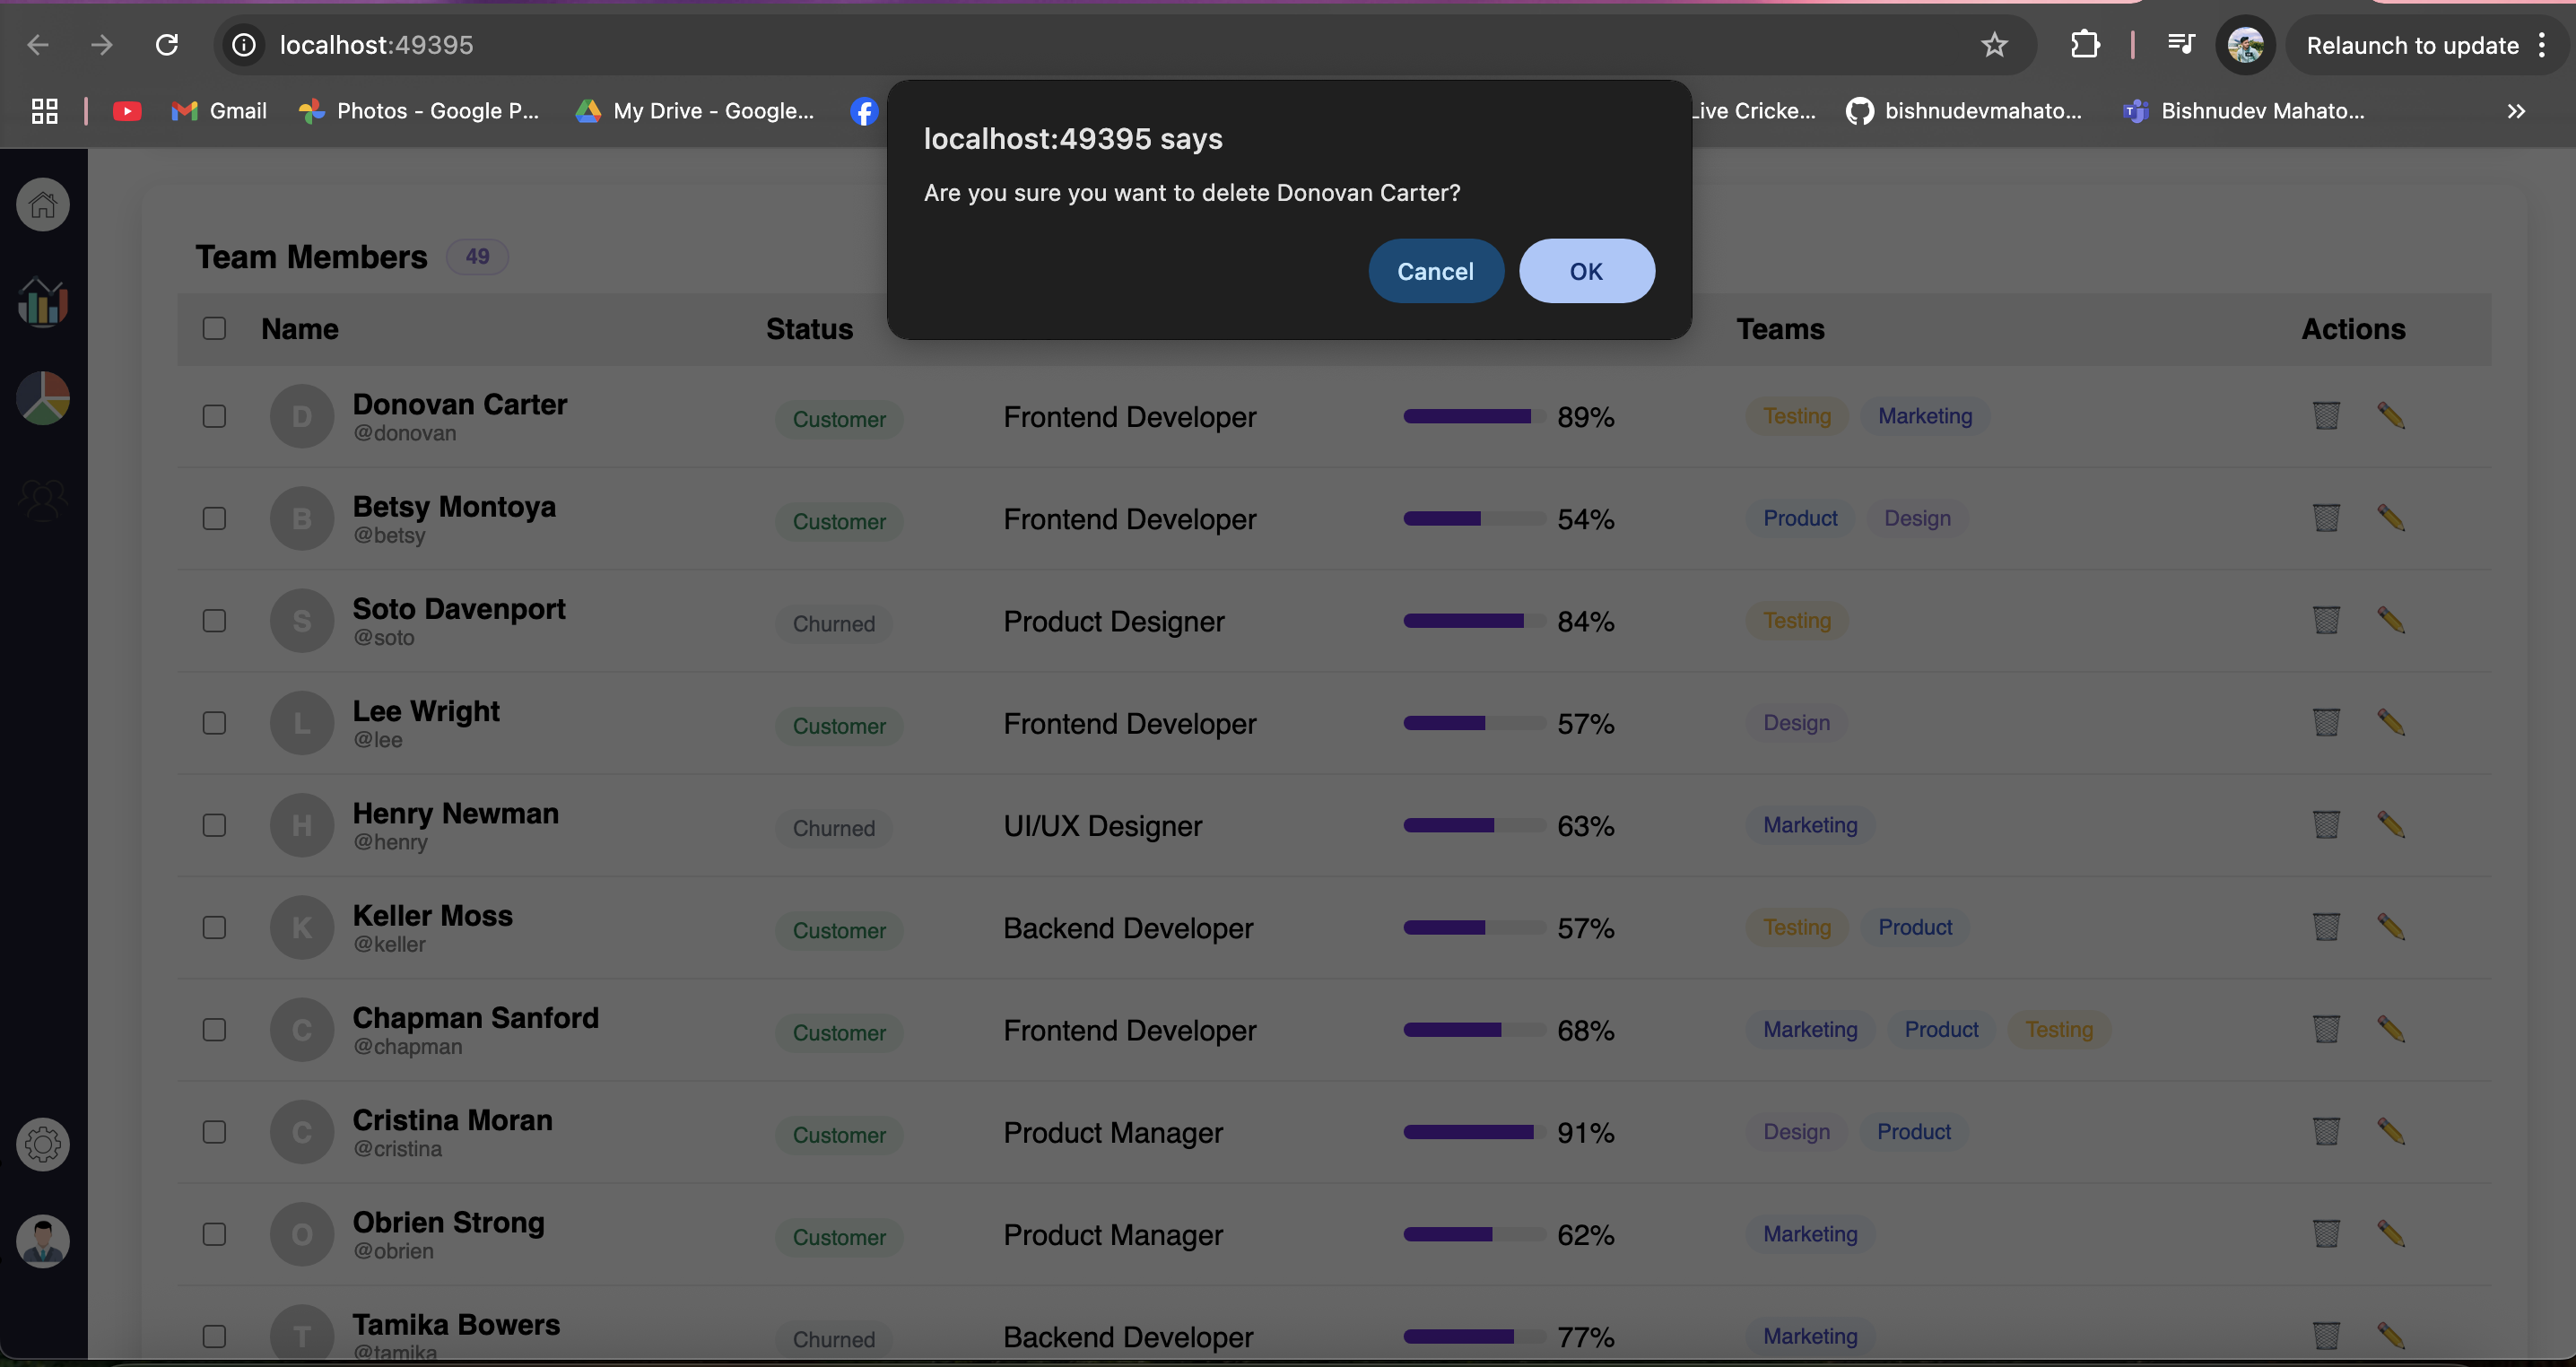 localhost:49395
Relaunch to update
Gmail
Photos - Google P...
My Drive - Google...
Live Cricke...
bishnudevmahato...
Bishnudev Mahato...
localhost:49395 says
Are you sure you want to delete Donovan Carter?
Cancel OK
Team Members 49
Name Status Teams Actions
D Donovan Carter Customer Frontend Developer 89% Testing Marketing
@donovan
B Betsy Montoya Customer Frontend Developer 54% Product Design
@betsy
S Soto Davenport Churned Product Designer 84% Testing
@soto
L Lee Wright Customer Frontend Developer 57% Design
@lee
H Henry Newman Churned UI/UX Designer 63% Marketing
@henry
K Keller Moss Customer Backend Developer 57% Testing Product
@keller
C Chapman Sanford Customer Frontend Developer 68% Marketing Product Testing
@chapman
C Cristina Moran Customer Product Manager 91% Design Product
@cristina
O Obrien Strong Customer Product Manager 62% Marketing
@obrien
T Tamika Bowers Churned Backend Developer 77% Marketing
@tamika